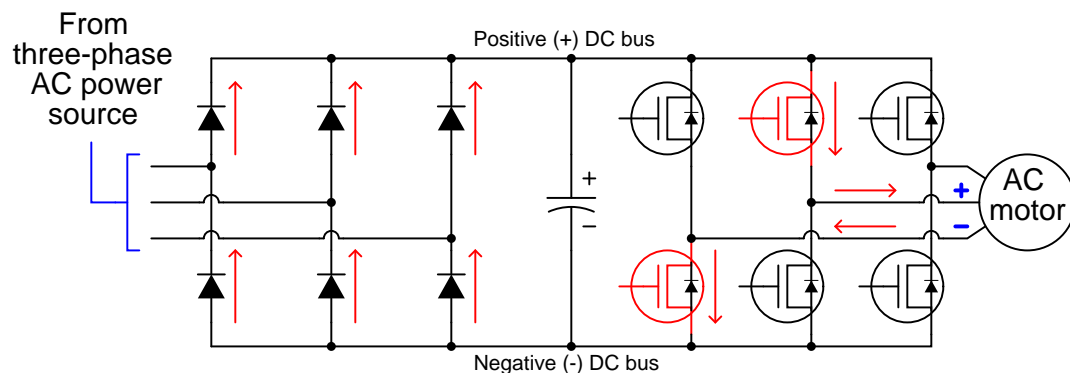 From
three-phase
AC power
source
Positive (+) DC bus
+
−
+
−
AC
motor
Negative (-) DC bus